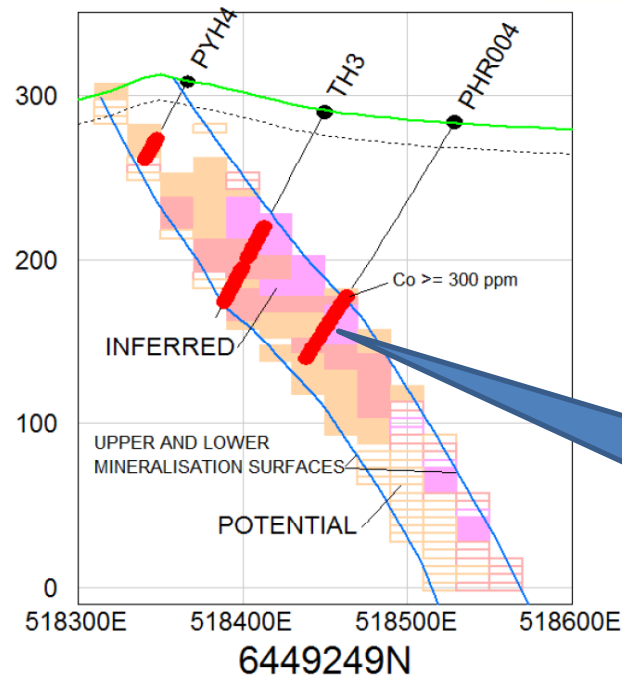 PYH4
TH3
PHR004
300
Co >= 300 ppm
200
INFERRED
100
UPPER AND LOWER
MINERALISATION SURFACES
POTENTIAL
0
518300E 518400E 518500E 518600E
6449249N